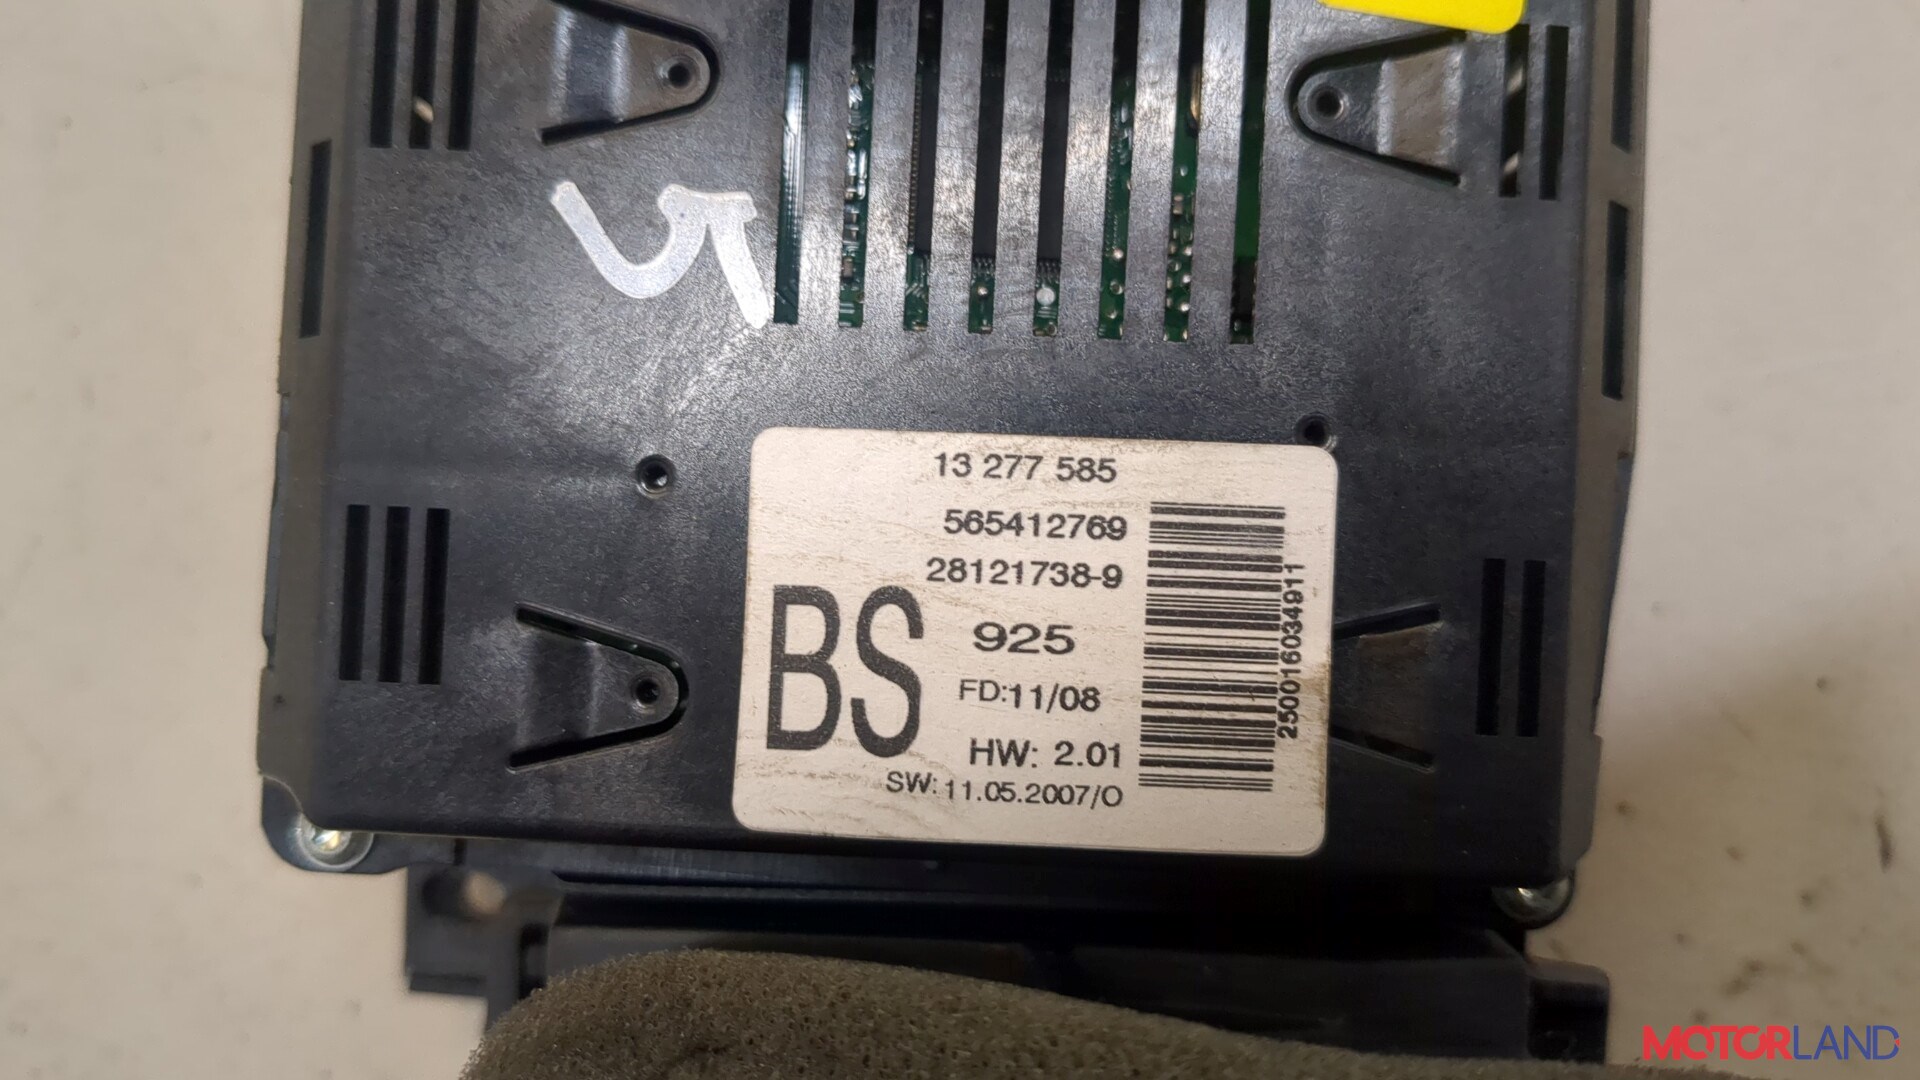 13 277 585
565412769
28121738-9
BS 925
FD:11/08
HW: 2.01
SW: 11.05.2007/O
250016034911
MOTORLAND